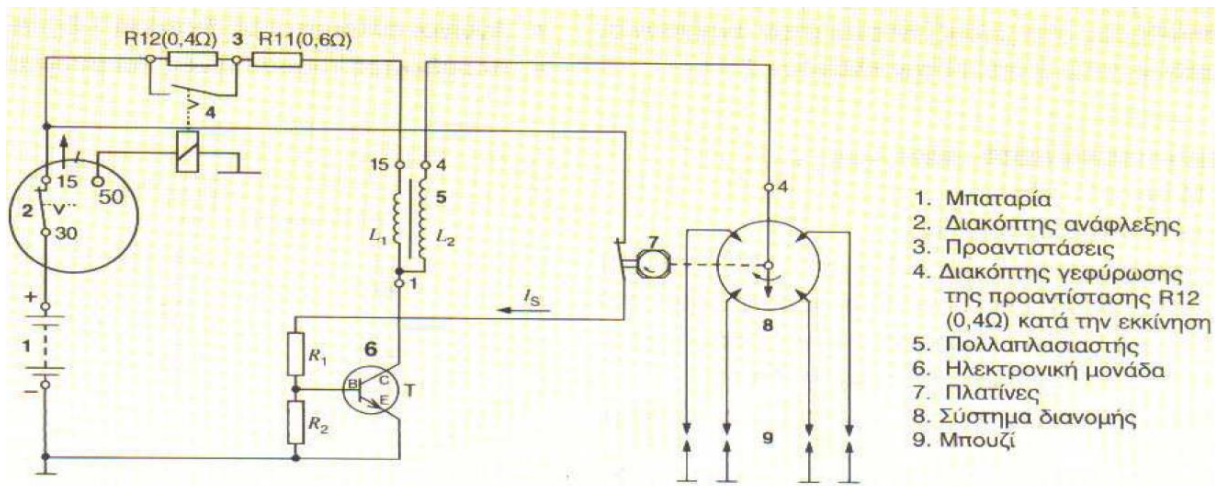 R12(0,4Ω) 3 R11(0,6Ω)
4
15
50
2
30
+
1
−
15
4
5
L₁
L₂
1
I_S
R₁
R₂
6
B
C
E
T
7
4
8
9
1. Μπαταρία
2. Διακόπτης ανάφλεξης
3. Προαντιστάσεις
4. Διακόπτης γεφύρωσης
της προαντίστασης R12
(0,4Ω) κατά την εκκίνηση
5. Πολλαπλασιαστής
6. Ηλεκτρονική μονάδα
7. Πλατίνες
8. Σύστημα διανομής
9. Μπουζί